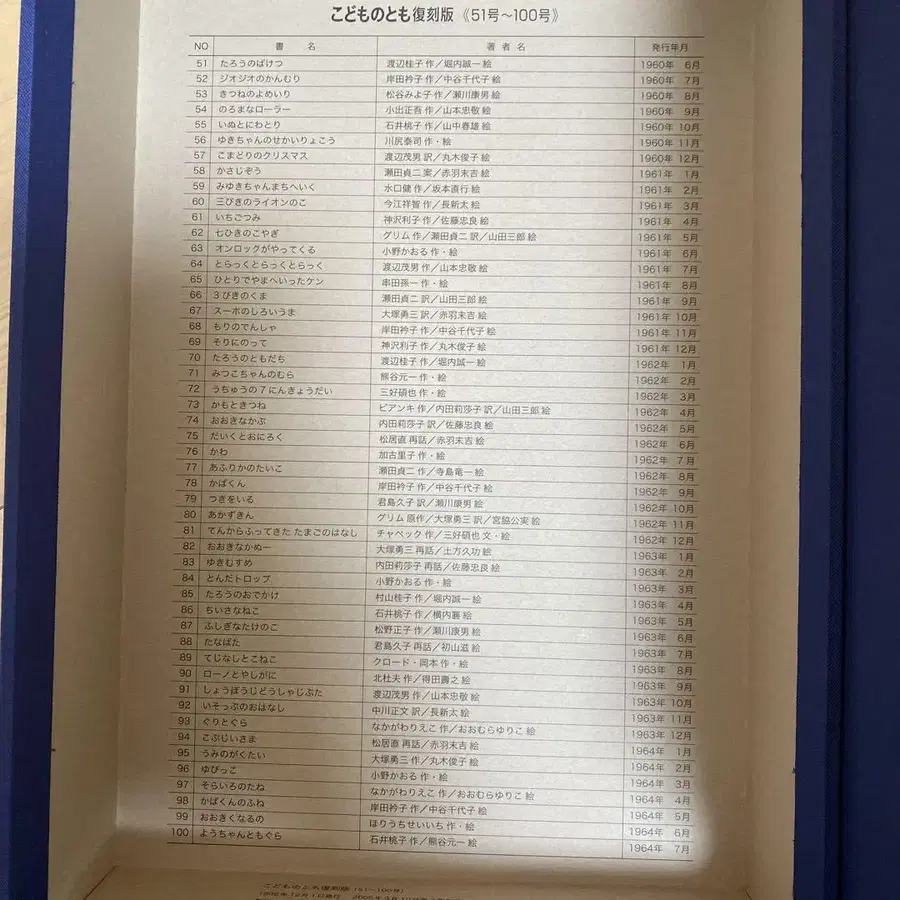 こどものとも復刻版《51号～100号》
NO 書名 著者名 発行年月
51 たろうのばけつ 渡辺桂子 作／堀内誠一 絵 1960年 6月
52 ジオジオのかんむり 岸田衿子 作／中谷千代子 絵 1960年 7月
53 きつねのよめいり 松谷みよ子 作／瀬川康男 絵 1960年 8月
54 のろまなローラー 小出正吾 作／山本忠敬 絵 1960年 9月
55 いぬとにわとり 石井桃子 作／山中春雄 絵 1960年 10月
56 ゆきちゃんのせかいりょこう 川尻泰司 作・絵 1960年 11月
57 こまどりのクリスマス 渡辺茂男 訳／丸木俊子 絵 1960年 12月
58 かさじぞう 瀬田貞二 案／赤羽末吉 絵 1961年 1月
59 みゆきちゃんまちへいく 水口健 作／坂本直行 絵 1961年 2月
60 三びきのライオンのこ 今江祥智 作／長新太 絵 1961年 3月
61 いちごつみ 神沢利子 作／佐藤忠良 絵 1961年 4月
62 七ひきのこやぎ グリム 作／瀬田貞二 訳／山田三郎 絵 1961年 5月
63 オンロックがやってくる 小野かおる 作・絵 1961年 6月
64 とらっくとらっくとらっく 渡辺茂男 作／山本忠敬 絵 1961年 7月
65 ひとりでやまへいったケン 串田孫一 作・絵 1961年 8月
66 3びきのくま 瀬田貞二 訳／山田三郎 絵 1961年 9月
67 スーホのしろいうま 大塚勇三 訳／赤羽末吉 絵 1961年 10月
68 もりのでんしゃ 岸田衿子 作／中谷千代子 絵 1961年 11月
69 そりにのって 神沢利子 作／丸木俊子 絵 1961年 12月
70 たろうのともだち 渡辺桂子 作／堀内誠一 絵 1962年 1月
71 みつこちゃんのむら 熊谷元一 作・絵 1962年 2月
72 うちゅうの7にんきょうだい 三好碩也 作・絵 1962年 3月
73 かもときつね ビアンキ 作／内田莉莎子 訳／山田三郎 絵 1962年 4月
74 おおきなかぶ 内田莉莎子 訳／佐藤忠良 絵 1962年 5月
75 だいくとおにろく 松居直 再話／赤羽末吉 絵 1962年 6月
76 かわ 加古里子 作・絵 1962年 7月
77 あふりかのたいこ 瀬田貞二 作／寺島竜一 絵 1962年 8月
78 かばくん 岸田衿子 作／中谷千代子 絵 1962年 9月
79 つきをいる 君島久子 訳／瀬川康男 絵 1962年 10月
80 あかずきん グリム 原作／大塚勇三 訳／宮脇公実 絵 1962年 11月
81 てんからふってきた たまごのはなし チャペック 作／三好碩也 文・絵 1962年 12月
82 おおきなかぬー 大塚勇三 再話／土方久功 絵 1963年 1月
83 ゆきむすめ 内田莉莎子 再話／佐藤忠良 絵 1963年 2月
84 とんだトロップ 小野かおる 作・絵 1963年 3月
85 たろうのおでかけ 村山桂子 作／堀内誠一 絵 1963年 4月
86 ちいさなねこ 石井桃子 作／横内襄 絵 1963年 5月
87 ふしぎなたけのこ 松野正子 作／瀬川康男 絵 1963年 6月
88 たなばた 君島久子 再話／初山滋 絵 1963年 7月
89 てじなしとこねこ クロード・岡本 作・絵 1963年 8月
90 ローノとやしがに 北杜夫 作／得田壽之 絵 1963年 9月
91 しょうぼうじどうしゃじぷた 渡辺茂男 作／山本忠敬 絵 1963年 10月
92 いそっぷのおはなし 中川正文 訳／長新太 絵 1963年 11月
93 ぐりとぐら なかがわりえこ 作／おおむらゆりこ 絵 1963年 12月
94 こぶじいさま 松居直 再話／赤羽末吉 絵 1964年 1月
95 うみのがくたい 大塚勇三 作／丸木俊子 絵 1964年 2月
96 ゆびっこ 小野かおる 作・絵 1964年 3月
97 そらいろのたね なかがわりえこ 作／おおむらゆりこ 絵 1964年 4月
98 かばくんのふね 岸田衿子 作／中谷千代子 絵 1964年 5月
99 おおきくなるの ほりうちせいいち 作・絵 1964年 6月
100 ようちゃんともぐら 石井桃子 作／熊谷元一 絵 1964年 7月
こどものとも復刻版（51～100号）